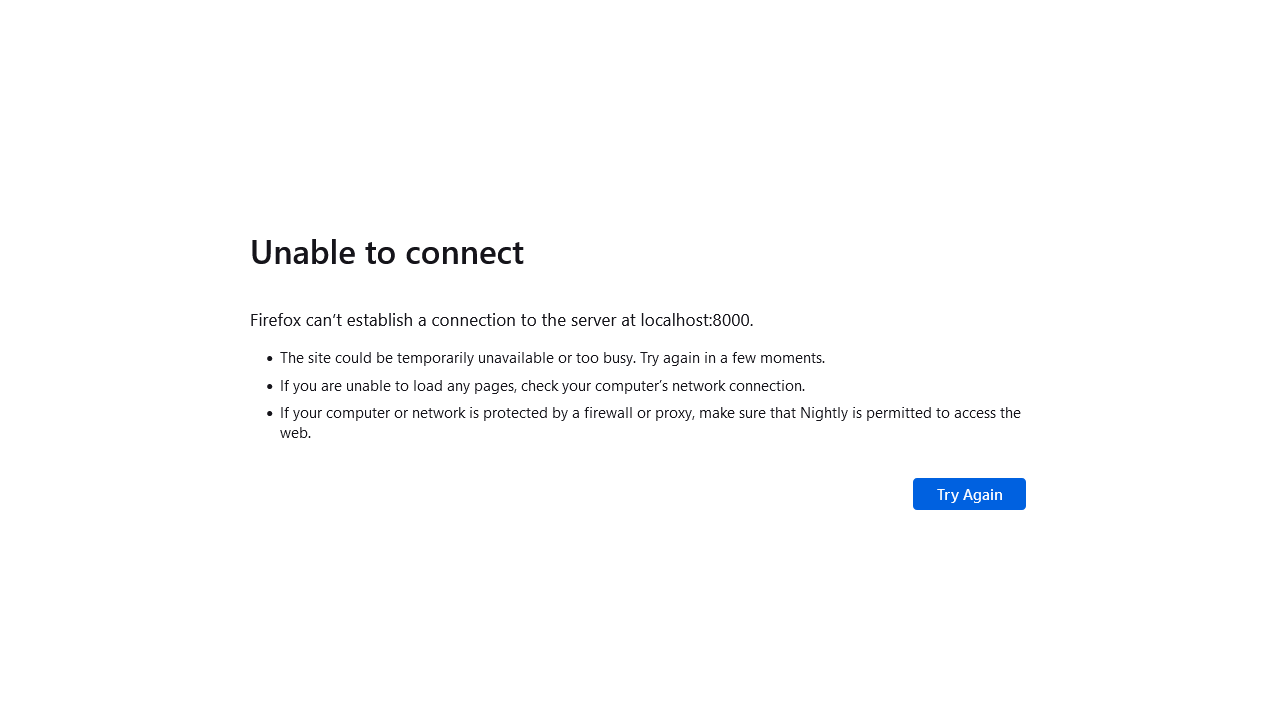 Unable to connect
Firefox can’t establish a connection to the server at localhost:8000.
• The site could be temporarily unavailable or too busy. Try again in a few moments.
• If you are unable to load any pages, check your computer’s network connection.
• If your computer or network is protected by a firewall or proxy, make sure that Nightly is permitted to access the
web.
Try Again